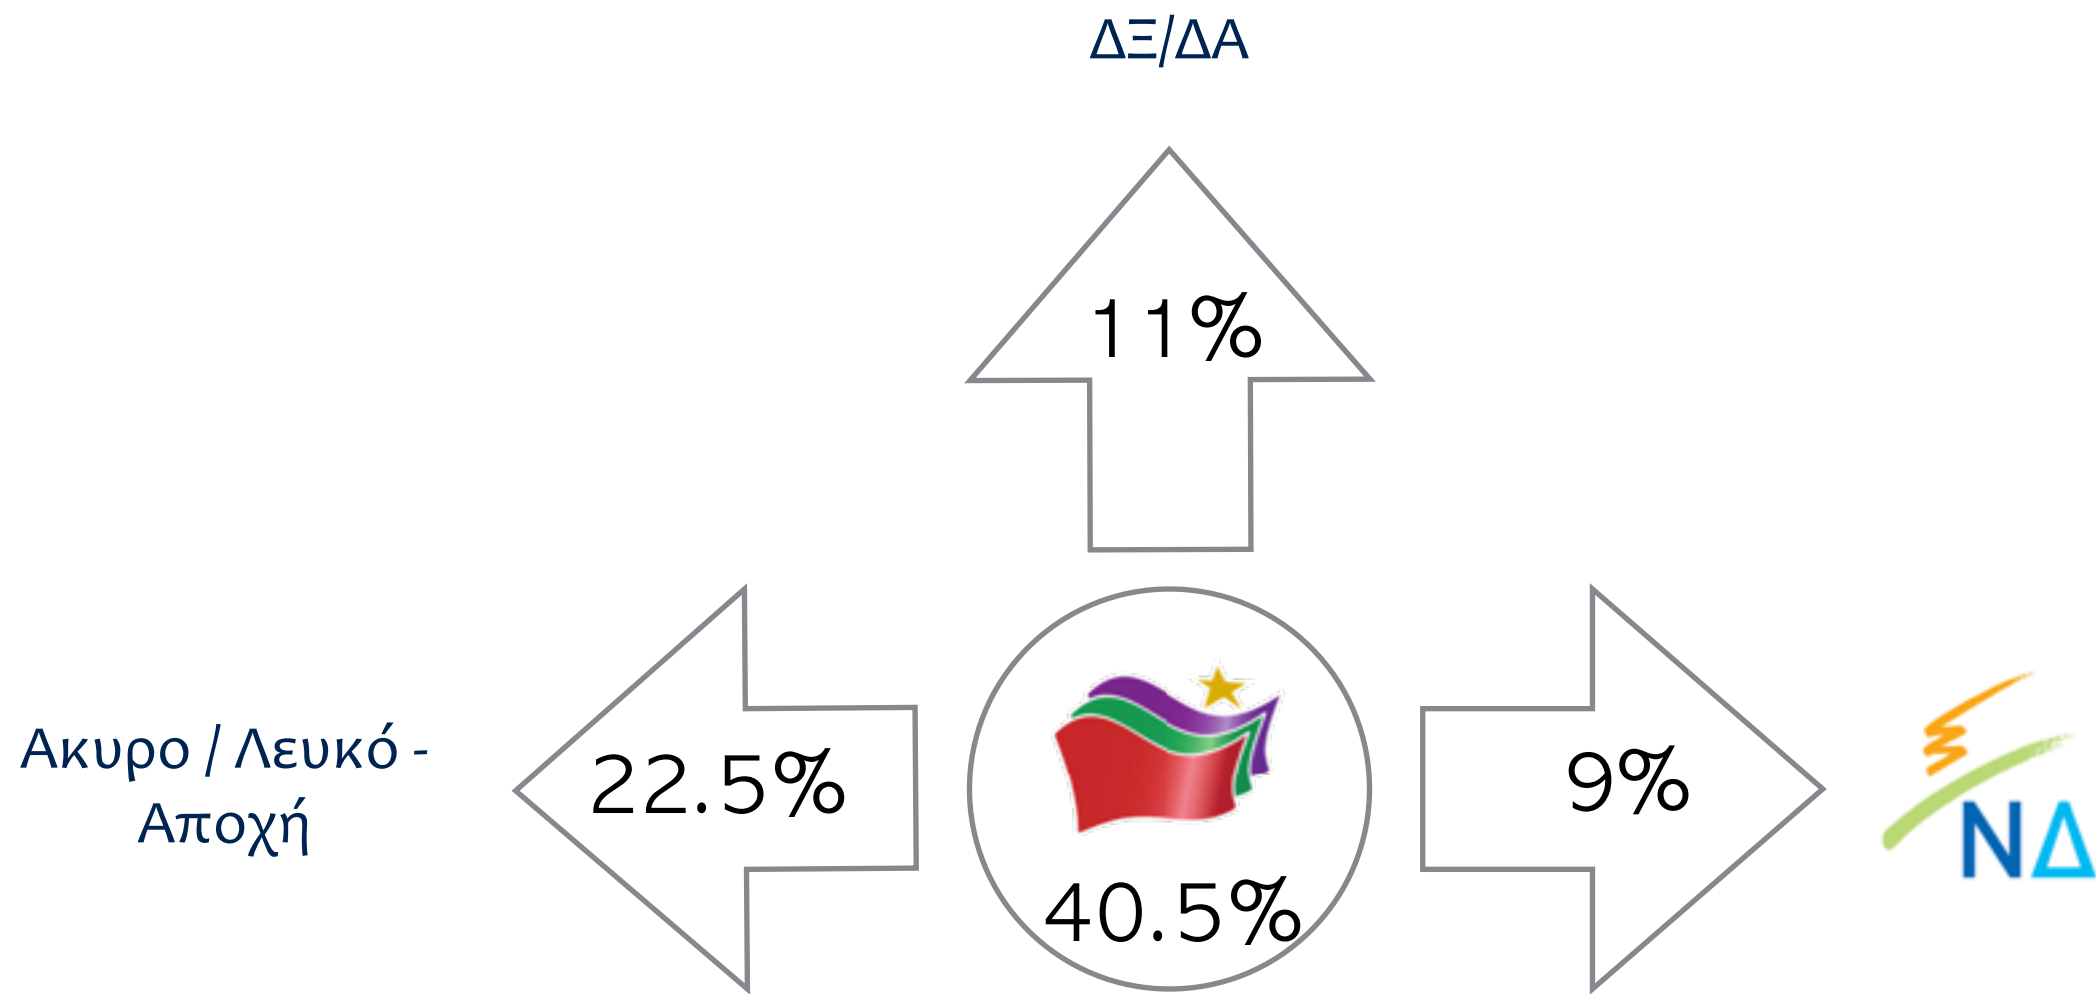 ΔΞ/ΔΑ
11%
22.5%
9%
Ακυρο / Λευκό -
Αποχή
ΝΔ
40.5%